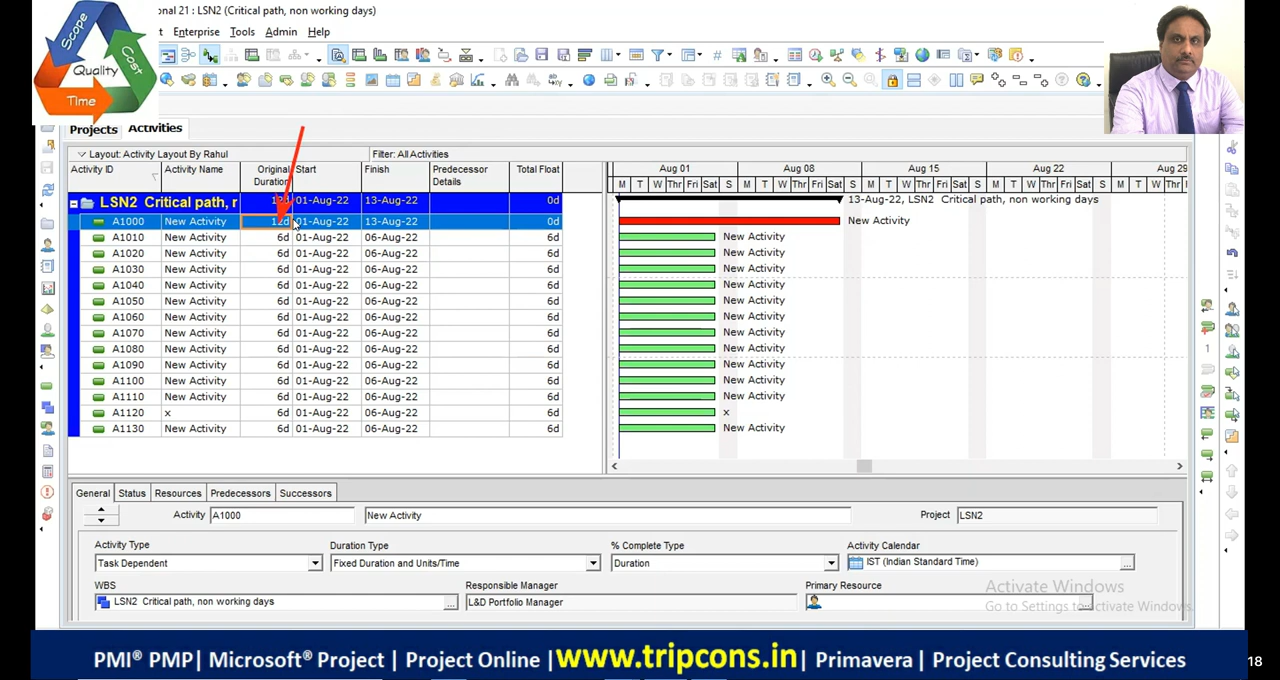 onal 21 : LSN2 (Critical path, non working days)
t Enterprise Tools Admin Help
Scope
Cost
Quality
Time
Projects Activities
Layout: Activity Layout By Rahul Filter: All Activities
Activity ID Activity Name Original Duration Start Finish Predecessor Details Total Float
LSN2 Critical path, r 12d 01-Aug-22 13-Aug-22 0d
A1000 New Activity 12d 01-Aug-22 13-Aug-22 0d
A1010 New Activity 6d 01-Aug-22 06-Aug-22 6d
A1020 New Activity 6d 01-Aug-22 06-Aug-22 6d
A1030 New Activity 6d 01-Aug-22 06-Aug-22 6d
A1040 New Activity 6d 01-Aug-22 06-Aug-22 6d
A1050 New Activity 6d 01-Aug-22 06-Aug-22 6d
A1060 New Activity 6d 01-Aug-22 06-Aug-22 6d
A1070 New Activity 6d 01-Aug-22 06-Aug-22 6d
A1080 New Activity 6d 01-Aug-22 06-Aug-22 6d
A1090 New Activity 6d 01-Aug-22 06-Aug-22 6d
A1100 New Activity 6d 01-Aug-22 06-Aug-22 6d
A1110 New Activity 6d 01-Aug-22 06-Aug-22 6d
A1120 x 6d 01-Aug-22 06-Aug-22 6d
A1130 New Activity 6d 01-Aug-22 06-Aug-22 6d
Aug 01 Aug 08 Aug 15 Aug 22 Aug 29
M T W Thr Fri Sat S M T W Thr Fri Sat S M T W Thr Fri Sat S M T W Thr Fri Sat S M T W Thr
13-Aug-22, LSN2 Critical path, non working days
New Activity
New Activity
New Activity
New Activity
New Activity
New Activity
New Activity
New Activity
New Activity
New Activity
New Activity
New Activity
x
New Activity
1
General Status Resources Predecessors Successors
Activity A1000 New Activity Project LSN2
Activity Type Duration Type % Complete Type Activity Calendar
Task Dependent Fixed Duration and Units/Time Duration IST (Indian Standard Time) ...
WBS Responsible Manager Primary Resource
LSN2 Critical path, non working days ... L&D Portfolio Manager ...
Activate Windows
Go to Settings to activate Windows.
PMI® PMP| Microsoft® Project | Project Online |www.tripcons.in| Primavera | Project Consulting Services
18